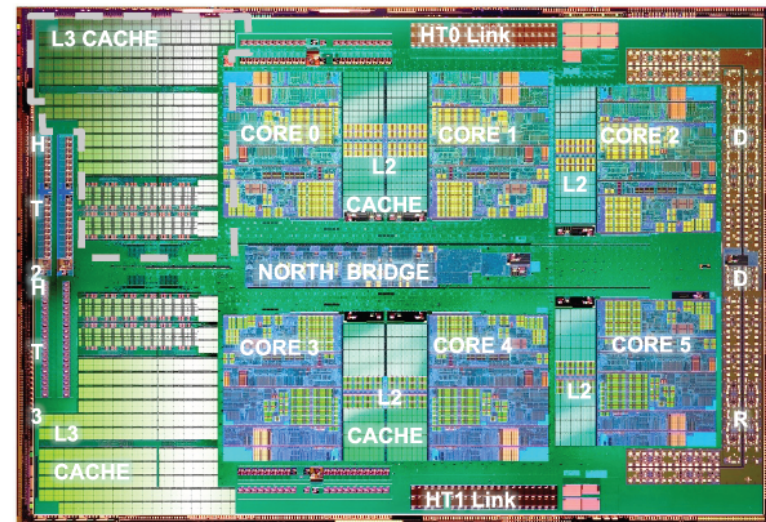 L3 CACHE
HT0 Link
CORE 0
CORE 1
CORE 2
D
H
T
2
L2
CACHE
L2
NORTH BRIDGE
D
H
T
3
CORE 3
CORE 4
CORE 5
L2
CACHE
L2
R
L3
CACHE
HT1 Link